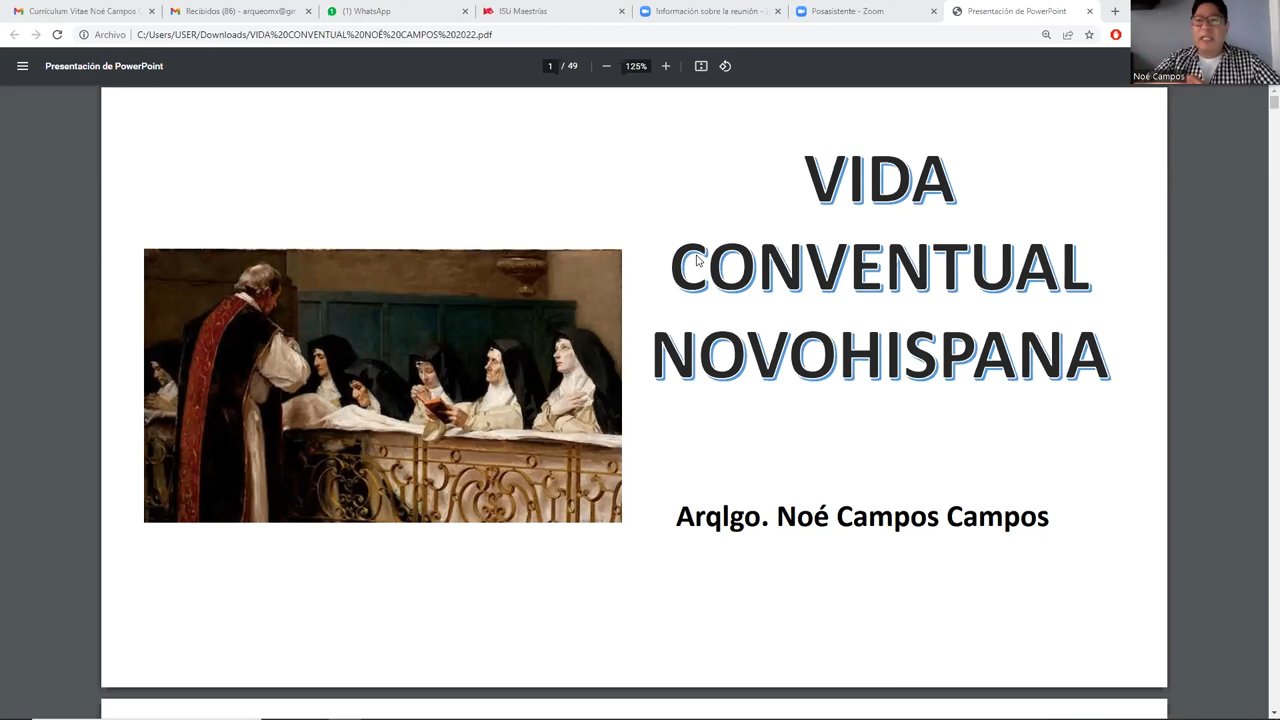 Currículum Vitae Noé Campos C
Recibidos (86) - arqueomx@gm
(1) WhatsApp
ISU Maestrías
Información sobre la reunión -
Posasistente - Zoom
Presentación de PowerPoint
Archivo
C:/Users/USER/Downloads/VIDA%20CONVENTUAL%20NOÉ%20CAMPOS%202022.pdf
Noé Campos
Presentación de PowerPoint
1 / 49
125%
VIDA
CONVENTUAL
NOVOHISPANA
Arqlgo. Noé Campos Campos